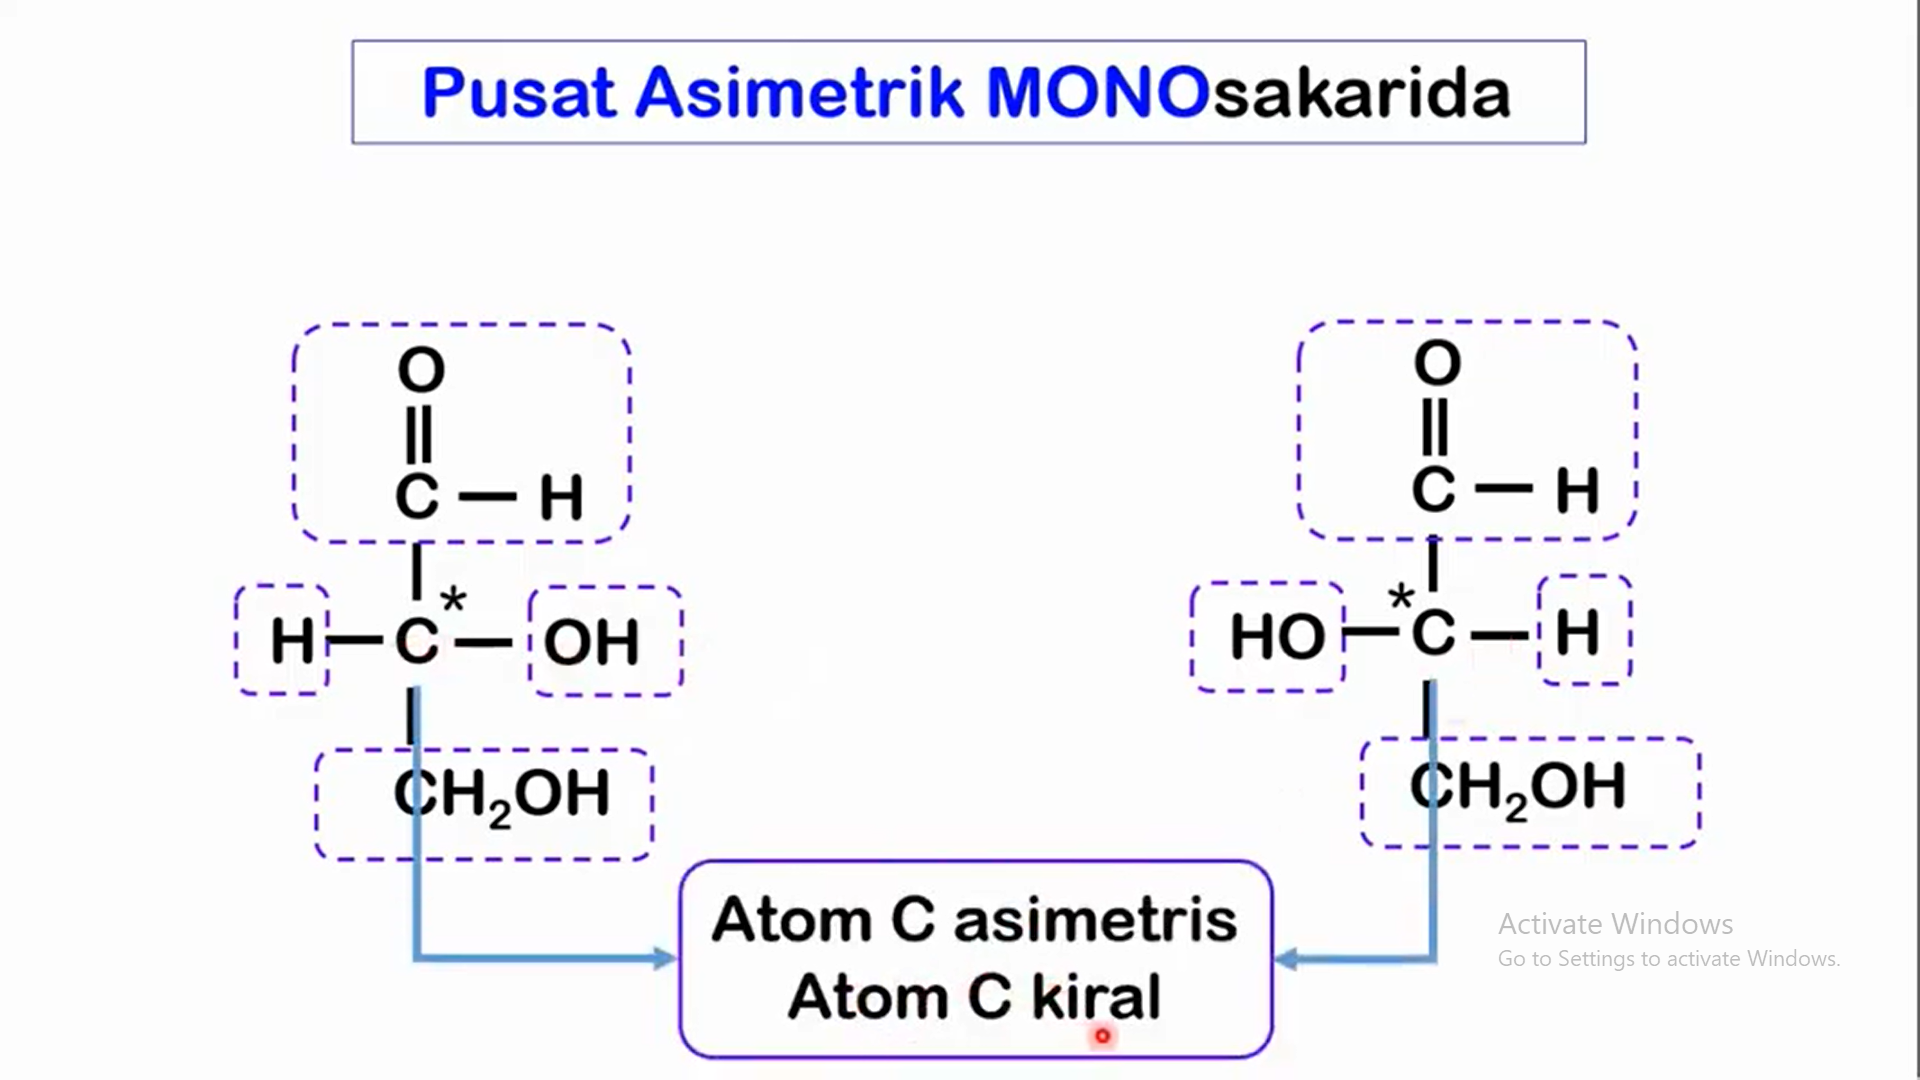 Pusat Asimetrik MONOsakarida
O
C — H
H — C* — OH
CH₂OH
O
C — H
HO — *C — H
CH₂OH
Atom C asimetris
Atom C kiral
Activate Windows
Go to Settings to activate Windows.